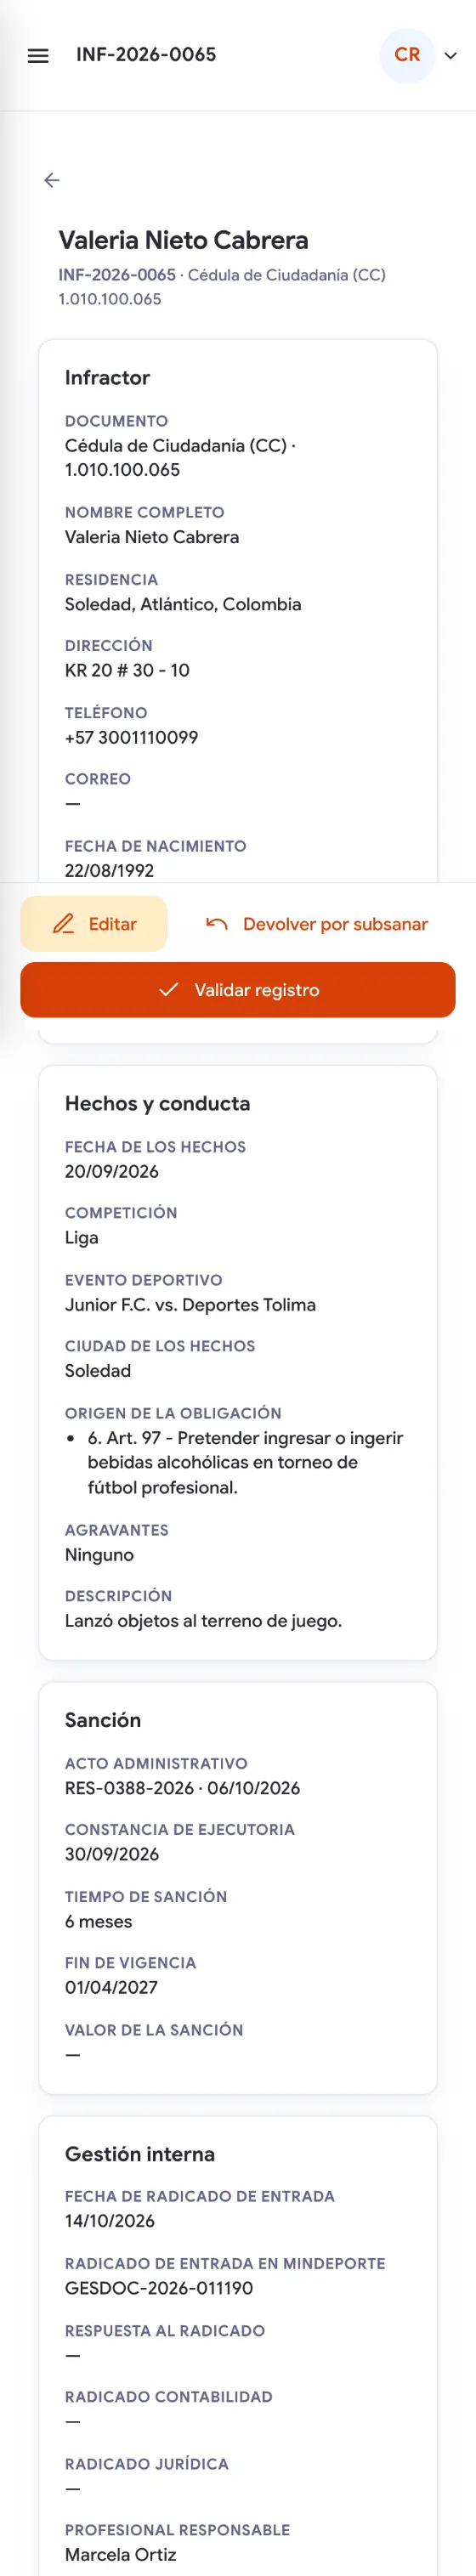 INF-2026-0065
CR
Valeria Nieto Cabrera
INF-2026-0065 · Cédula de Ciudadanía (CC)
1.010.100.065
Infractor
DOCUMENTO
Cédula de Ciudadanía (CC) ·
1.010.100.065
NOMBRE COMPLETO
Valeria Nieto Cabrera
RESIDENCIA
Soledad, Atlántico, Colombia
DIRECCIÓN
KR 20 # 30 - 10
TELÉFONO
+57 3001110099
CORREO
—
FECHA DE NACIMIENTO
22/08/1992
Editar
Devolver por subsanar
Validar registro
Hechos y conducta
FECHA DE LOS HECHOS
20/09/2026
COMPETICIÓN
Liga
EVENTO DEPORTIVO
Junior F.C. vs. Deportes Tolima
CIUDAD DE LOS HECHOS
Soledad
ORIGEN DE LA OBLIGACIÓN
• 6. Art. 97 - Pretender ingresar o ingerir
bebidas alcohólicas en torneo de
fútbol profesional.
AGRAVANTES
Ninguno
DESCRIPCIÓN
Lanzó objetos al terreno de juego.
Sanción
ACTO ADMINISTRATIVO
RES-0388-2026 · 06/10/2026
CONSTANCIA DE EJECUTORIA
30/09/2026
TIEMPO DE SANCIÓN
6 meses
FIN DE VIGENCIA
01/04/2027
VALOR DE LA SANCIÓN
—
Gestión interna
FECHA DE RADICADO DE ENTRADA
14/10/2026
RADICADO DE ENTRADA EN MINDEPORTE
GESDOC-2026-011190
RESPUESTA AL RADICADO
—
RADICADO CONTABILIDAD
—
RADICADO JURÍDICA
—
PROFESIONAL RESPONSABLE
Marcela Ortiz